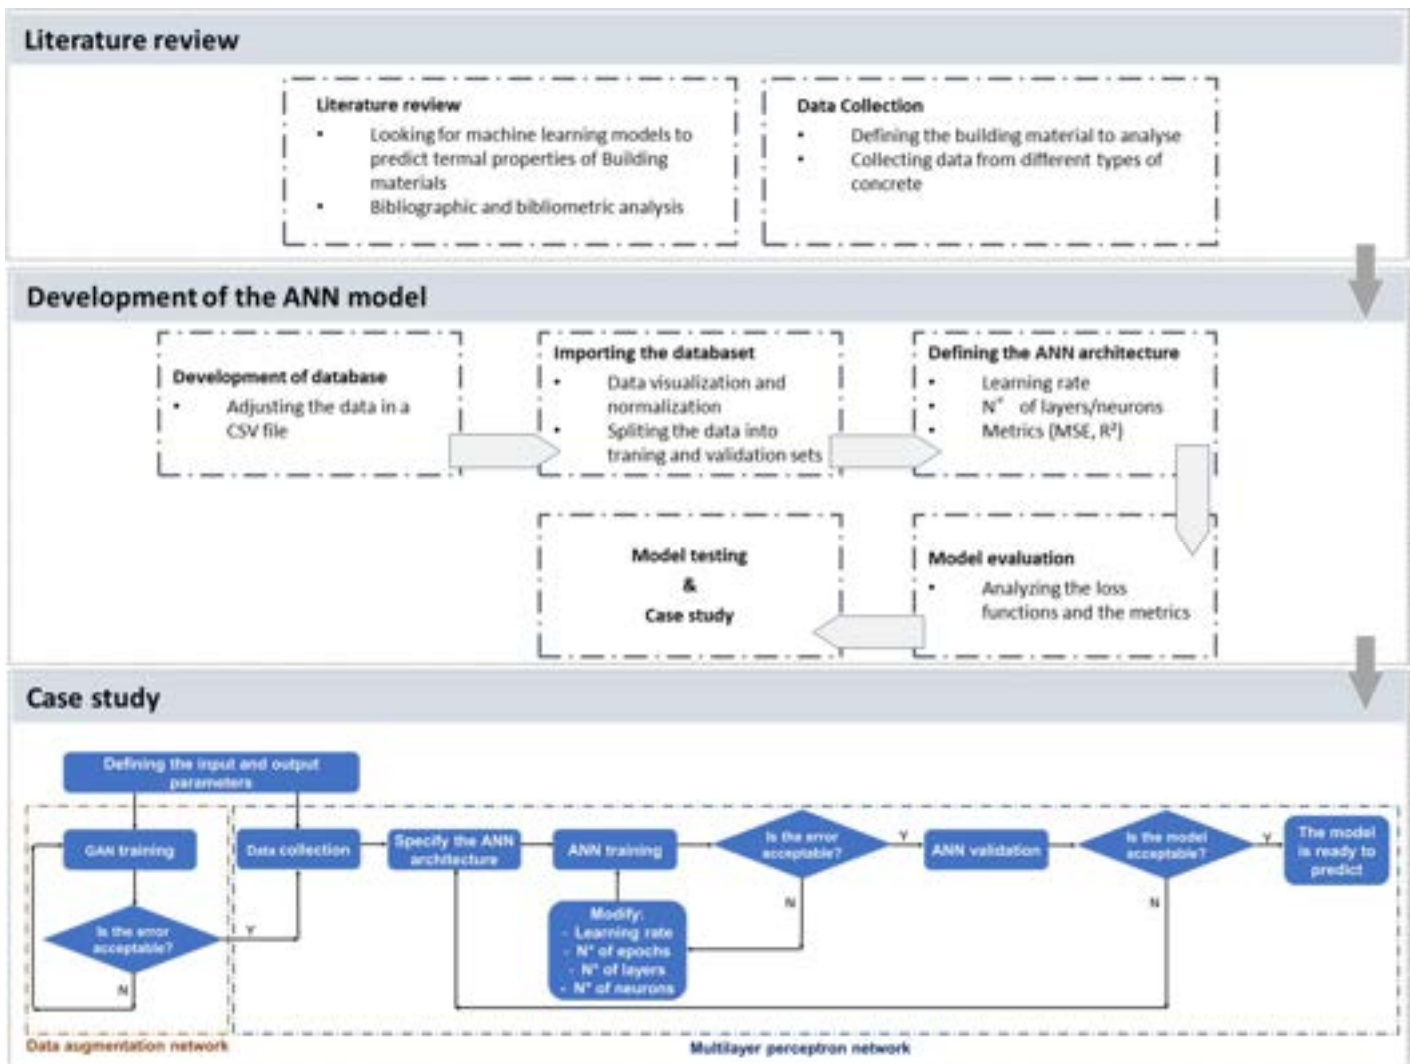 Literature review
Literature review
• Looking for machine learning models to
predict termal properties of Building
materials
• Bibliographic and bibliometric analysis
Data Collection
• Defining the building material to analyse
• Collecting data from different types of
concrete
Development of the ANN model
Development of database
• Adjusting the data in a
CSV file
Importing the databaset
• Data visualization and
normalization
• Spliting the data into
traning and validation sets
Defining the ANN architecture
• Learning rate
• N° of layers/neurons
• Metrics (MSE, R²)
Model testing
&
Case study
Model evaluation
• Analyzing the loss
functions and the metrics
Case study
Defining the input and output
parameters
GAN training
Is the error
acceptable?
Y
N
Data augmentation network
Data collection
Specify the ANN
architecture
ANN training
Is the error
acceptable?
Y
N
Modify:
- Learning rate
- N° of epochs
- N° of layers
- N° of neurons
ANN validation
Is the model
acceptable?
Y
N
The model
is ready to
predict
Multilayer perceptron network